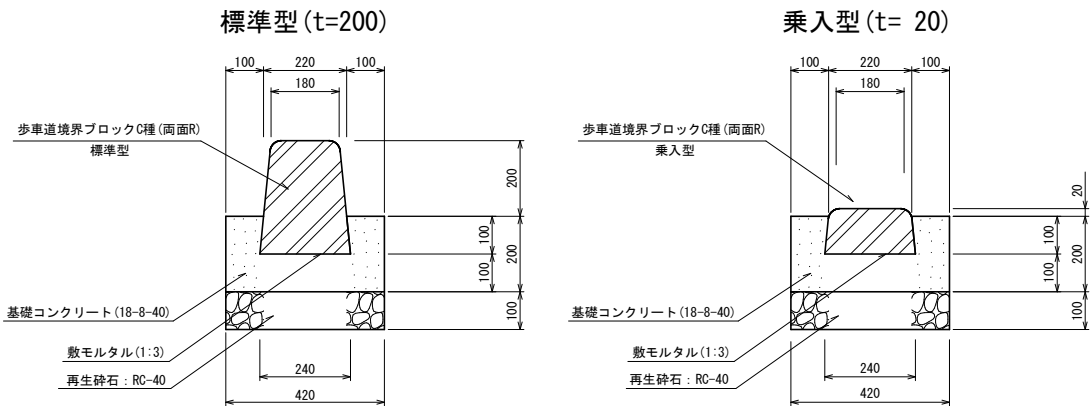 標準型(t=200)
100
220
100
180
歩車道境界ブロックC種(両面R)
標準型
200
100
200
100
100
基礎コンクリート(18-8-40)
敷モルタル(1:3)
再生砕石：RC-40
240
420
乗入型(t= 20)
100
220
100
180
歩車道境界ブロックC種(両面R)
乗入型
20
100
200
100
100
基礎コンクリート(18-8-40)
敷モルタル(1:3)
再生砕石：RC-40
240
420